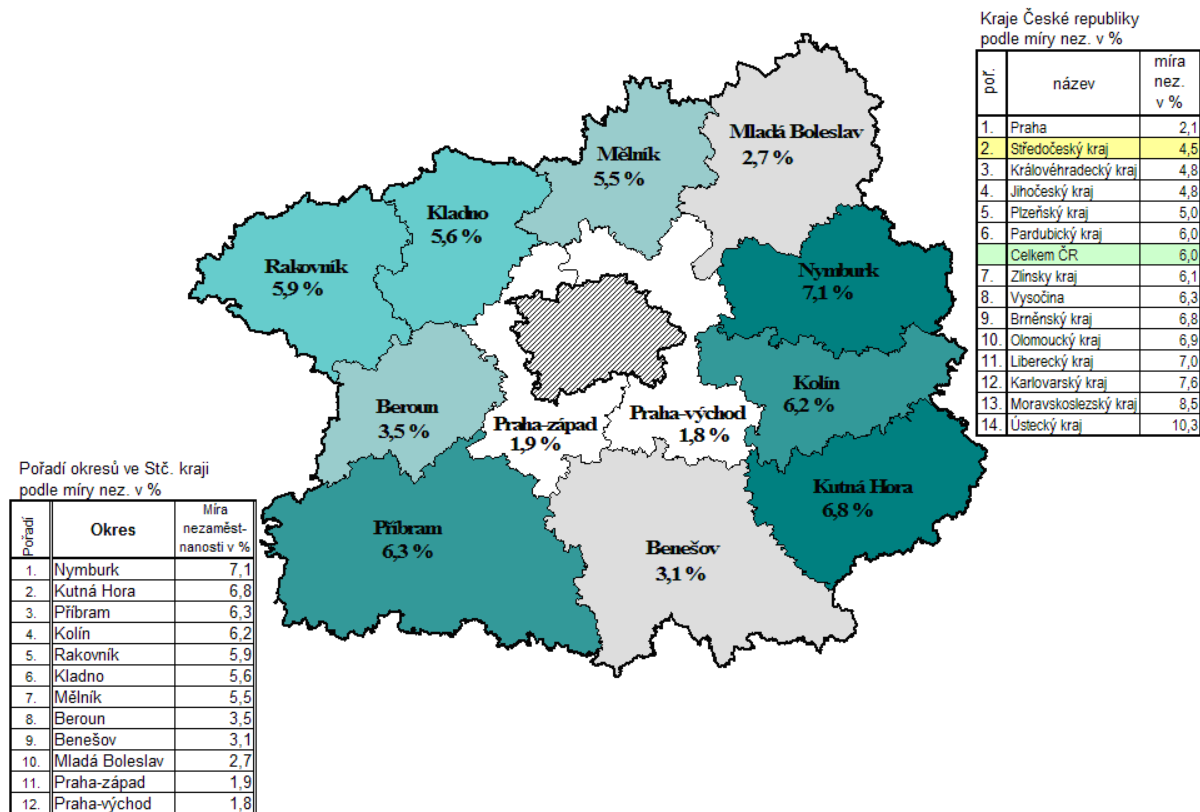 Kraje České republiky
podle míry nez. v %
poř. název míra nez. v %
1. Praha 2,1
2. Středočeský kraj 4,5
3. Královéhradecký kraj 4,8
4. Jihočeský kraj 4,8
5. Plzeňský kraj 5,0
6. Pardubický kraj 6,0
Celkem ČR 6,0
7. Zlínsky kraj 6,1
8. Vysočina 6,3
9. Brněnský kraj 6,8
10. Olomoucký kraj 6,9
11. Liberecký kraj 7,0
12. Karlovarský kraj 7,6
13. Moravskoslezský kraj 8,5
14. Ústecký kraj 10,3
Mladá Boleslav
2,7 %
Mělník
5,5 %
Kladno
5,6 %
Rakovník
5,9 %
Nymburk
7,1 %
Kolín
6,2 %
Beroun
3,5 %
Praha-západ
1,9 %
Praha-východ
1,8 %
Kutná Hora
6,8 %
Příbram
6,3 %
Benešov
3,1 %
Pořadí okresů ve Stč. kraji
podle míry nez. v %
Pořadí Okres Míra nezaměst-nanosti v %
1. Nymburk 7,1
2. Kutná Hora 6,8
3. Příbram 6,3
4. Kolín 6,2
5. Rakovník 5,9
6. Kladno 5,6
7. Mělník 5,5
8. Beroun 3,5
9. Benešov 3,1
10. Mladá Boleslav 2,7
11. Praha-západ 1,9
12. Praha-východ 1,8